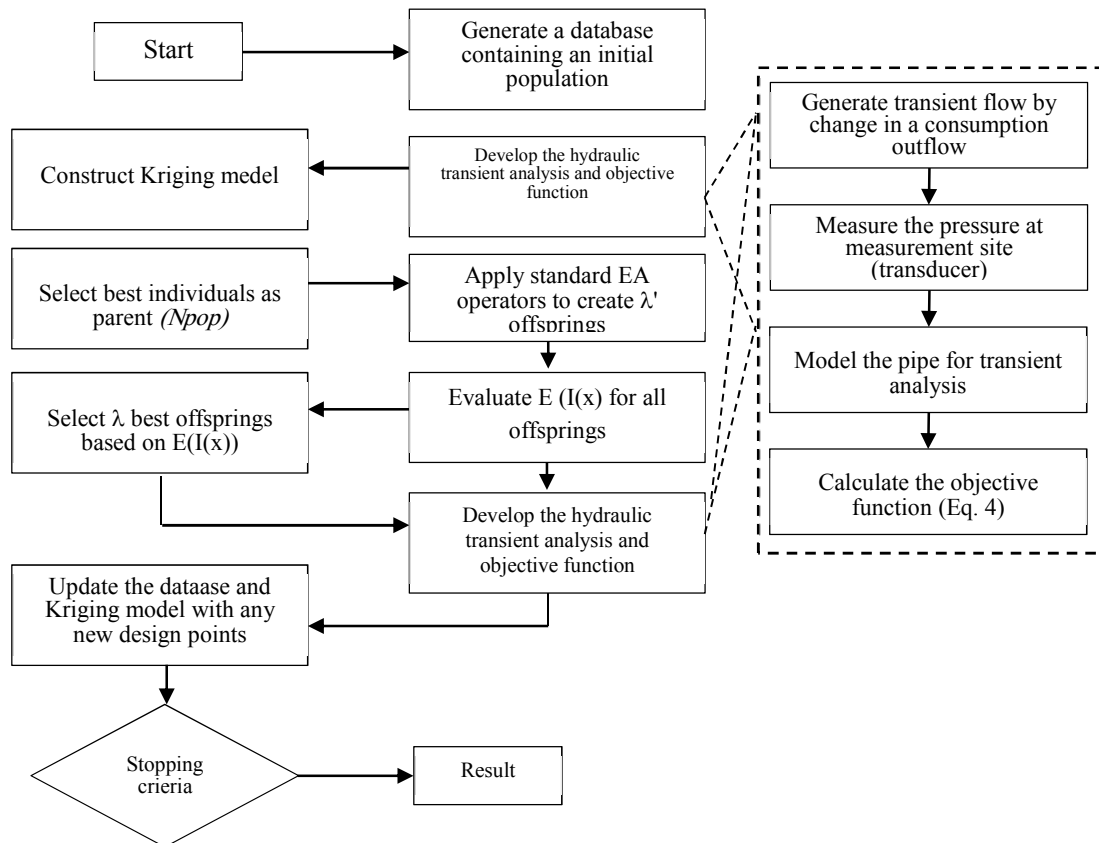 Start
Generate a database
containing an initial
population
Construct Kriging medel
Develop the hydraulic
transient analysis and objective
function
Select best individuals as
parent (Npop)
Apply standard EA
operators to create λ'
offsprings
Select λ best offsprings
based on E(I(x))
Evaluate E (I(x) for all
offsprings
Develop the hydraulic
transient analysis and
objective function
Update the dataase and
Kriging model with any
new design points
Stopping
crieria
Result
Generate transient flow by
change in a consumption
outflow
Measure the pressure at
measurement site
(transducer)
Model the pipe for transient
analysis
Calculate the objective
function (Eq. 4)